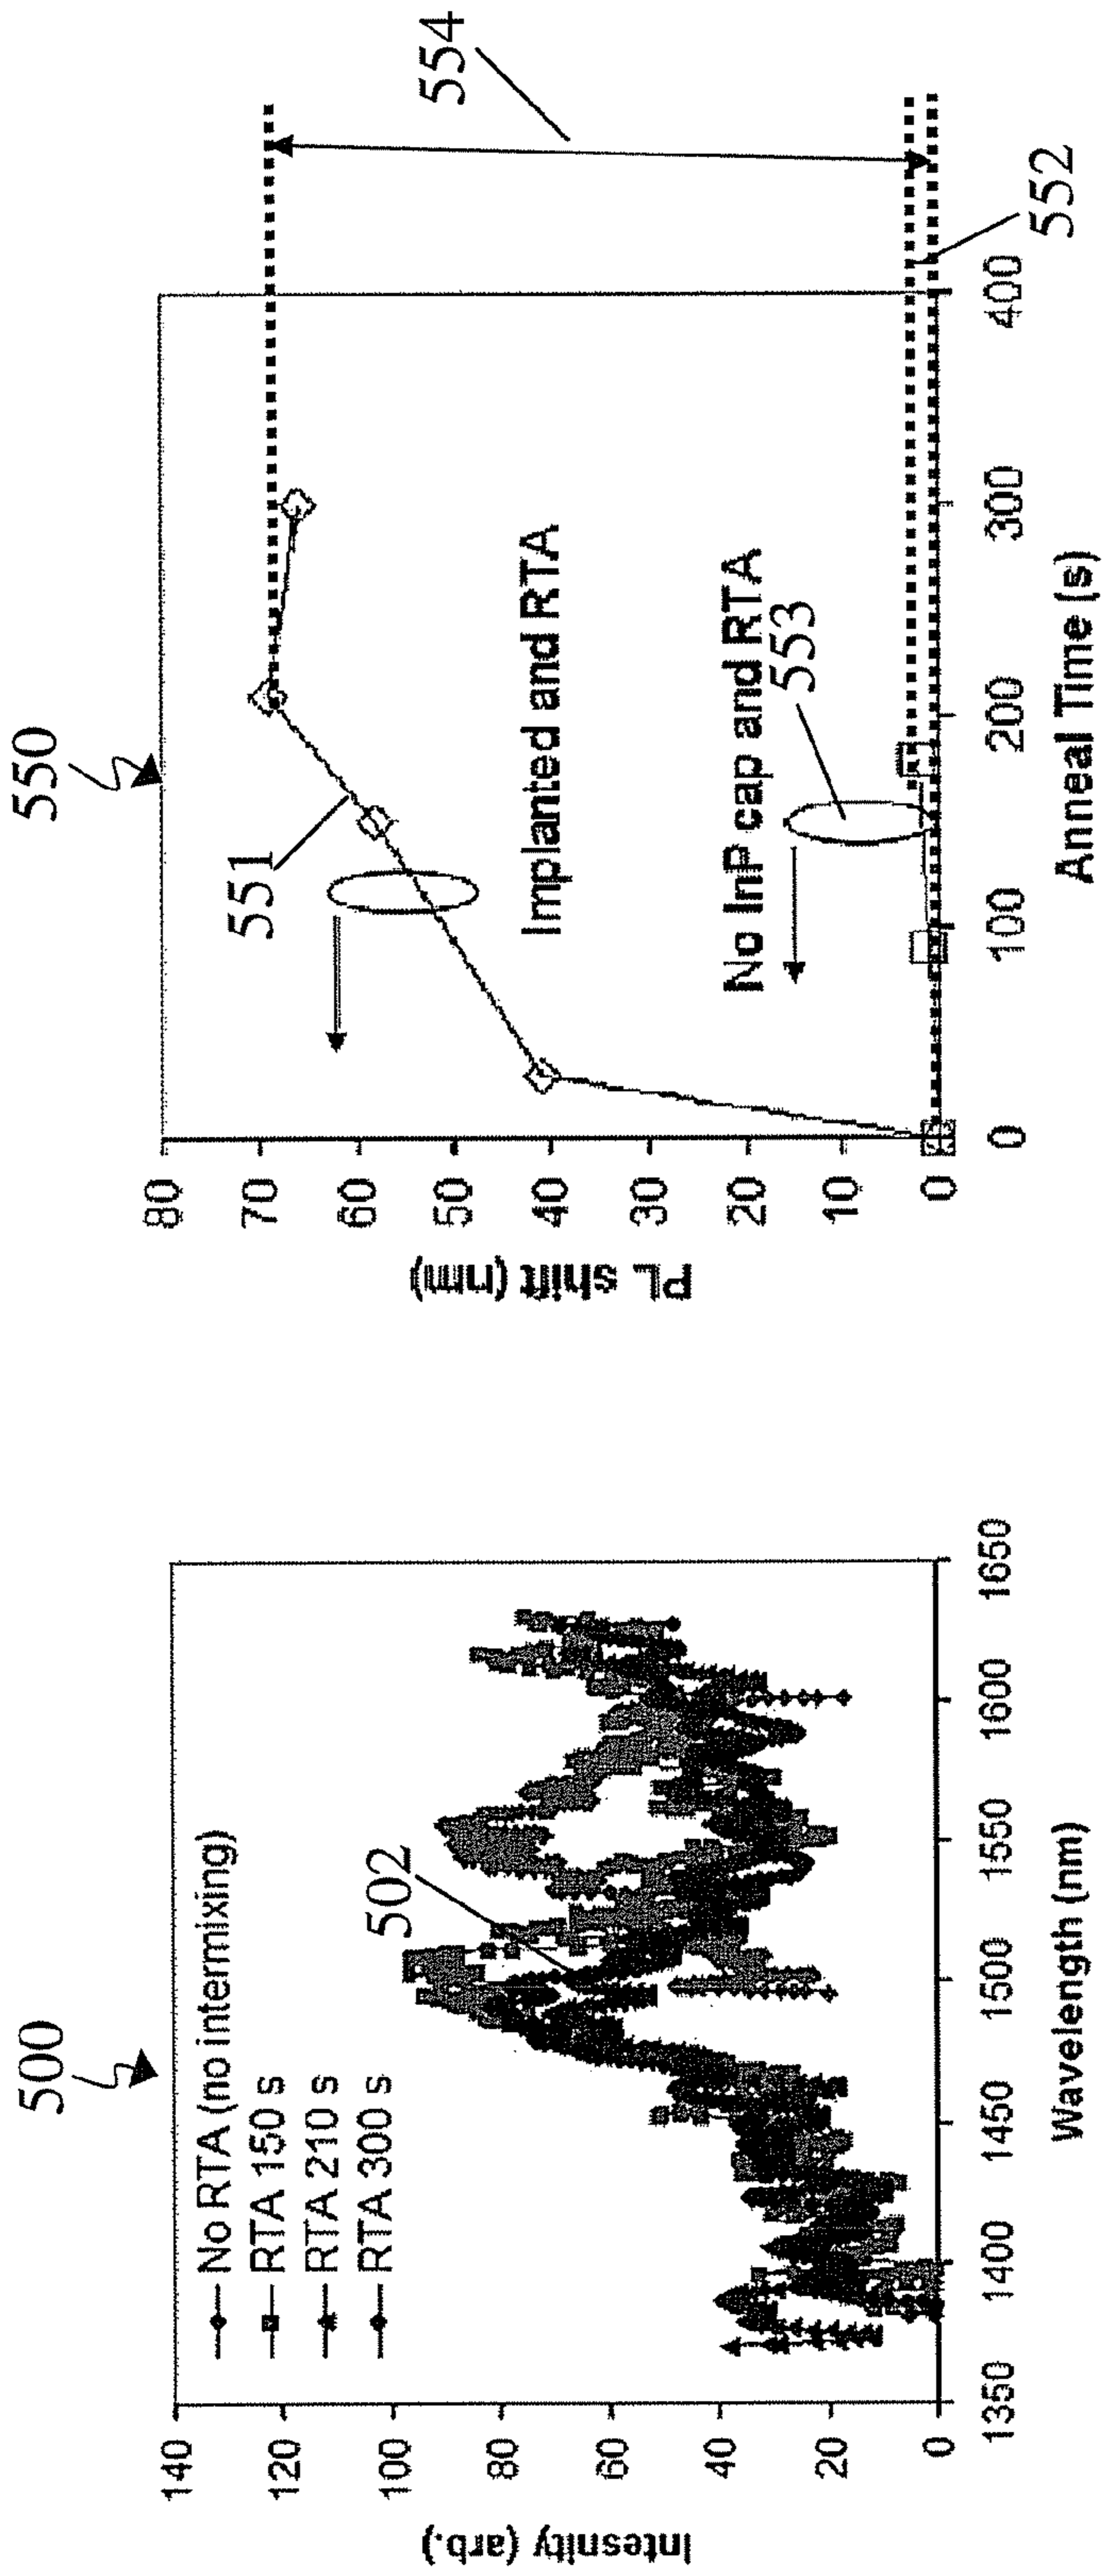 500
140
120
100
80
60
40
20
0
Intesnity (arb.)
No RTA (no intermixing)
RTA 150 s
RTA 210 s
RTA 300 s
502
1350 1400 1450 1500 1550 1600 1650
Wavelength (nm)
550
80
70
60
50
40
30
20
10
0
PL shift (nm)
551
Implanted and RTA
No InP cap and RTA
553
554
552
0 100 200 300 400
Anneal Time (s)